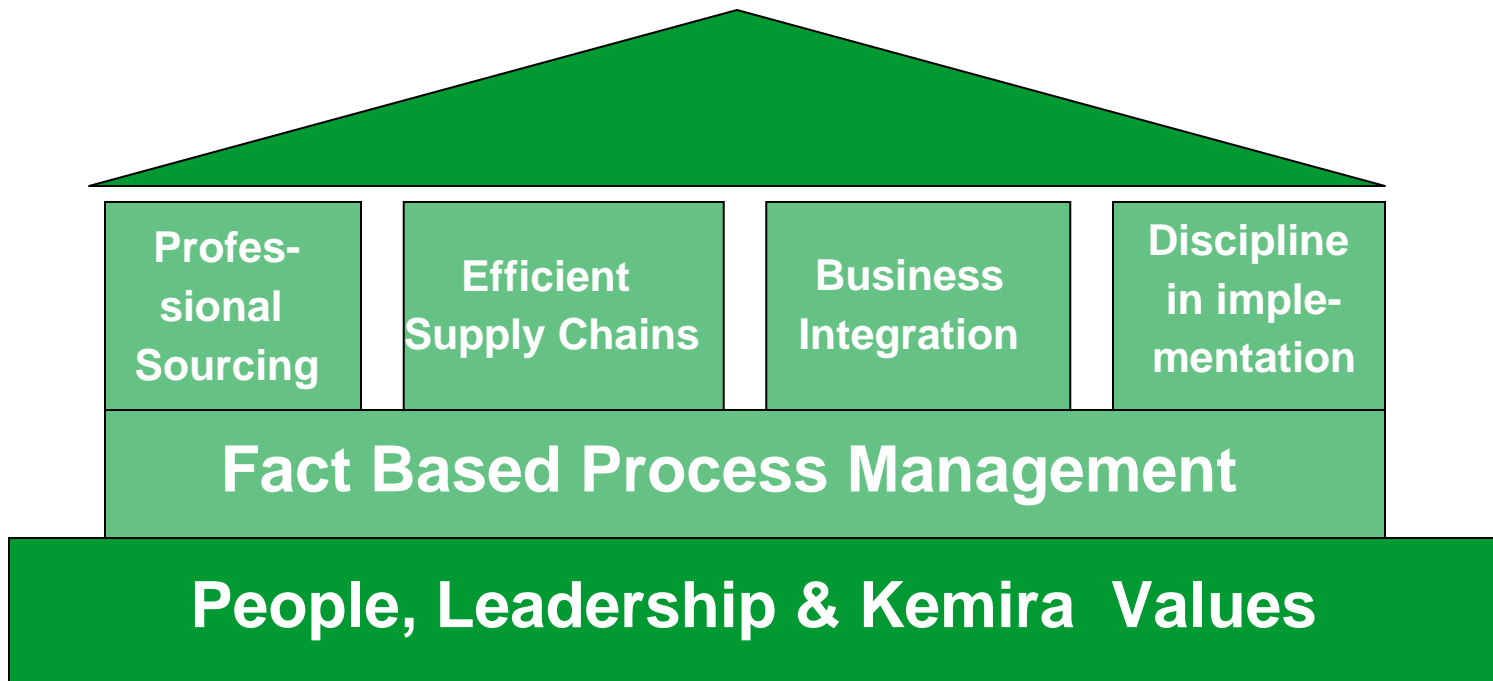 Profes-
sional
Sourcing
Efficient
Supply Chains
Business
Integration
Discipline
in imple-
mentation
Fact Based Process Management
People, Leadership & Kemira  Values